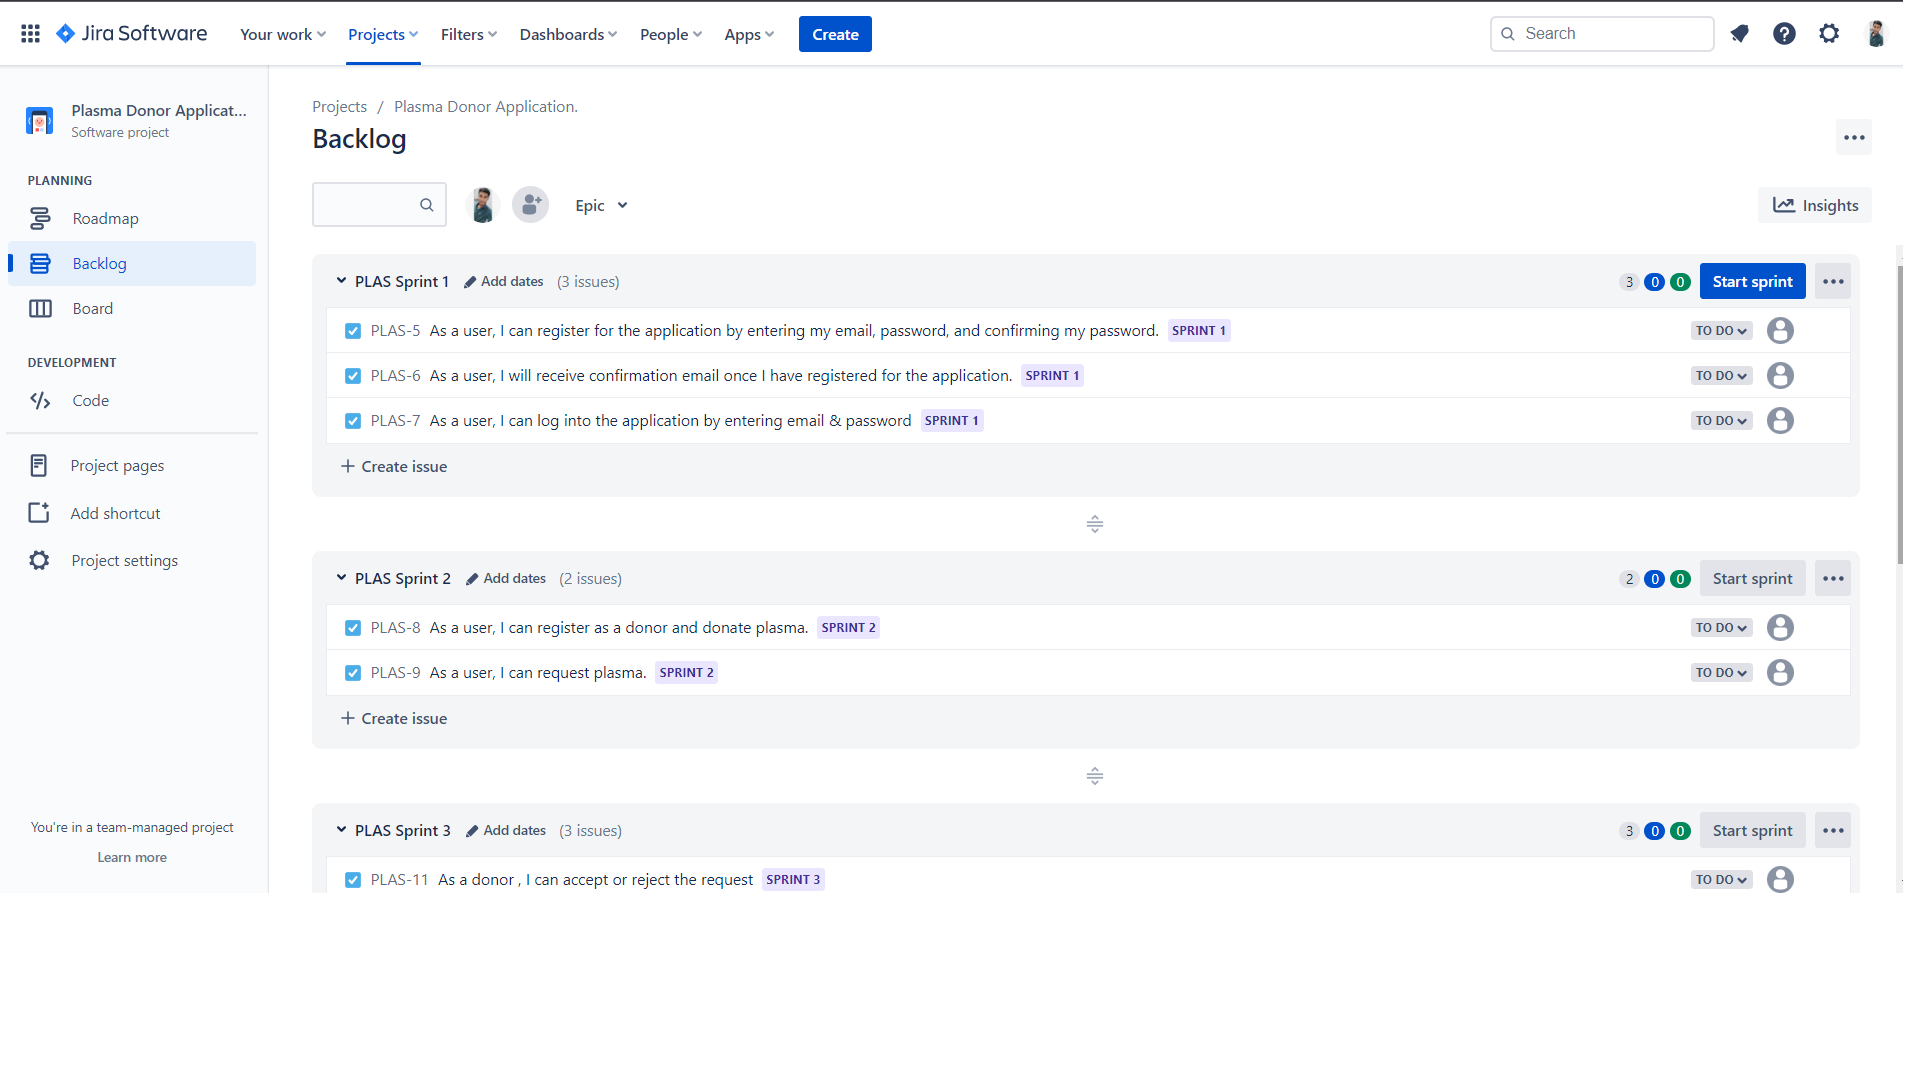 Jira Software Your work Projects Filters Dashboards People Apps Create Search
Plasma Donor Applicat...
Software project
PLANNING
Roadmap
Backlog
Board
DEVELOPMENT
Code
Project pages
Add shortcut
Project settings
You're in a team-managed project
Learn more
Projects / Plasma Donor Application.
Backlog
Epic Insights
PLAS Sprint 1 Add dates (3 issues) 3 0 0 Start sprint
PLAS-5 As a user, I can register for the application by entering my email, password, and confirming my password. SPRINT 1 TO DO
PLAS-6 As a user, I will receive confirmation email once I have registered for the application. SPRINT 1 TO DO
PLAS-7 As a user, I can log into the application by entering email & password SPRINT 1 TO DO
+ Create issue
PLAS Sprint 2 Add dates (2 issues) 2 0 0 Start sprint
PLAS-8 As a user, I can register as a donor and donate plasma. SPRINT 2 TO DO
PLAS-9 As a user, I can request plasma. SPRINT 2 TO DO
+ Create issue
PLAS Sprint 3 Add dates (3 issues) 3 0 0 Start sprint
PLAS-11 As a donor , I can accept or reject the request SPRINT 3 TO DO